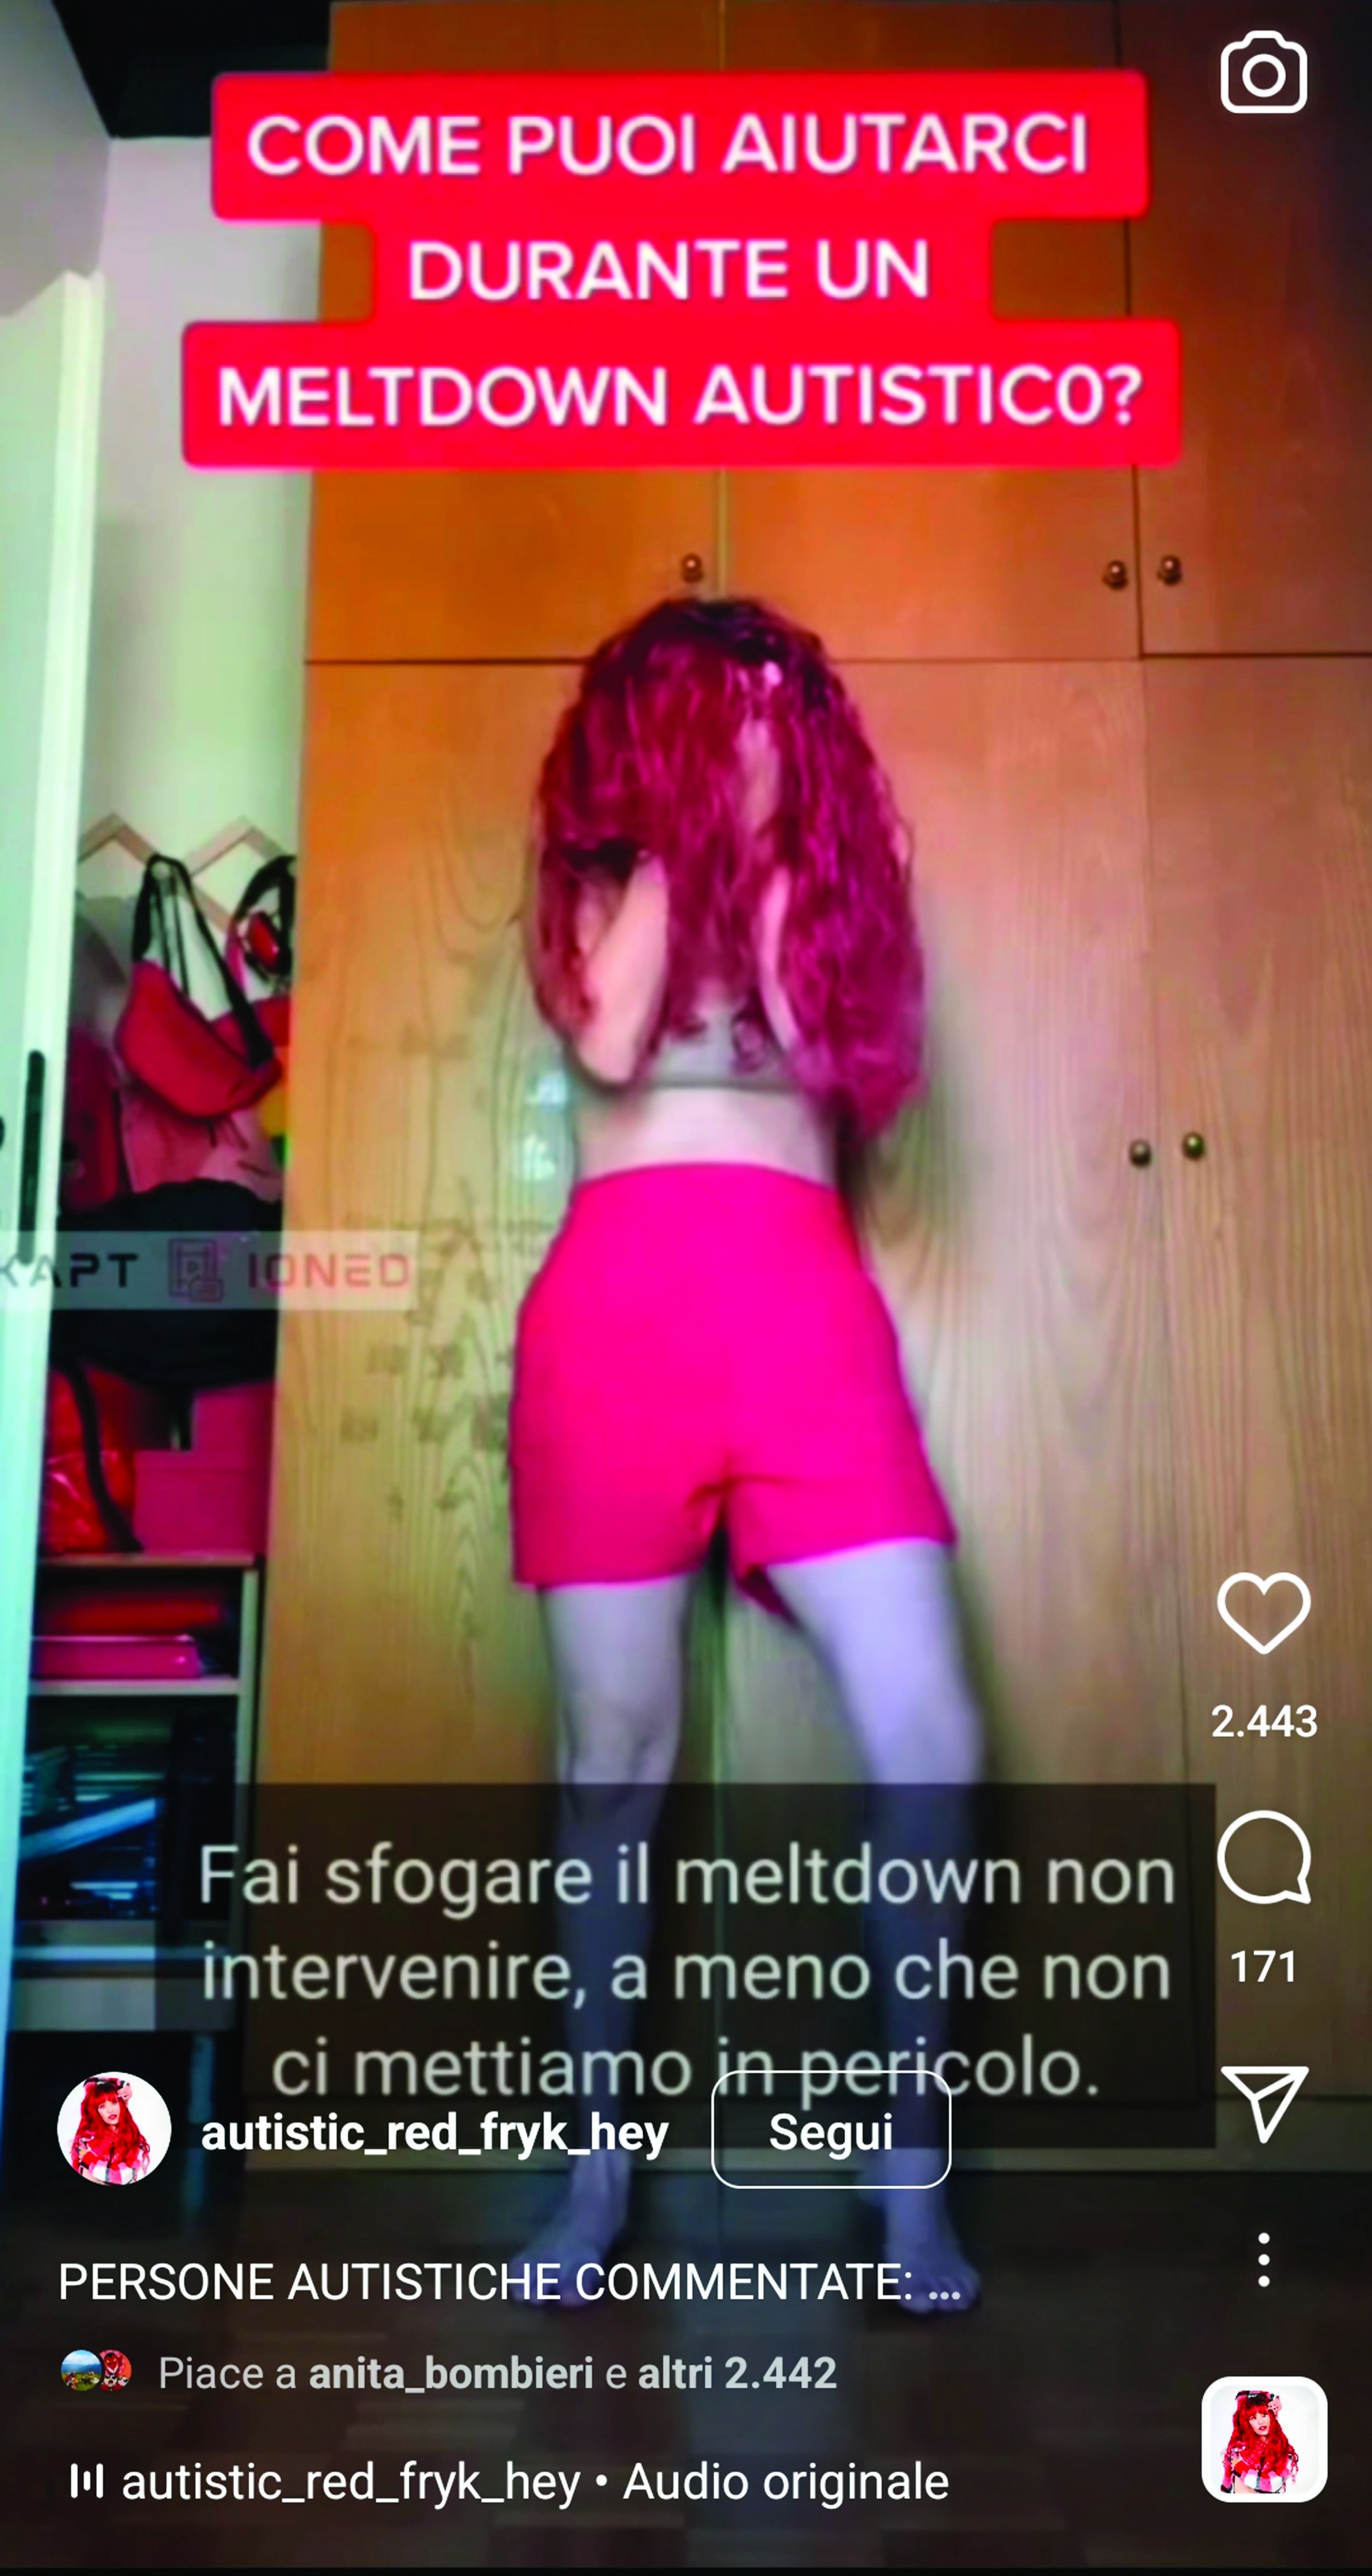 COME PUOI AIUTARCI
DURANTE UN
MELTDOWN AUTISTIC0?
KAPT IONED
2.443
Fai sfogare il meltdown non
intervenire, a meno che non
ci mettiamo in pericolo.
171
autistic_red_fryk_hey
Segui
PERSONE AUTISTICHE COMMENTATE: ...
Piace a anita_bombieri e altri 2.442
autistic_red_fryk_hey • Audio originale